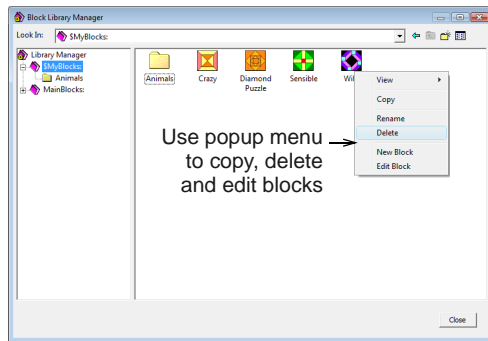 Block Library Manager
Look In: $MyBlocks:
Library Manager
$MyBlocks:
Animals
MainBlocks:
Animals
Crazy
Diamond
Puzzle
Sensible
View
Copy
Rename
Delete
New Block
Edit Block
Use popup menu
to copy, delete
and edit blocks
Close